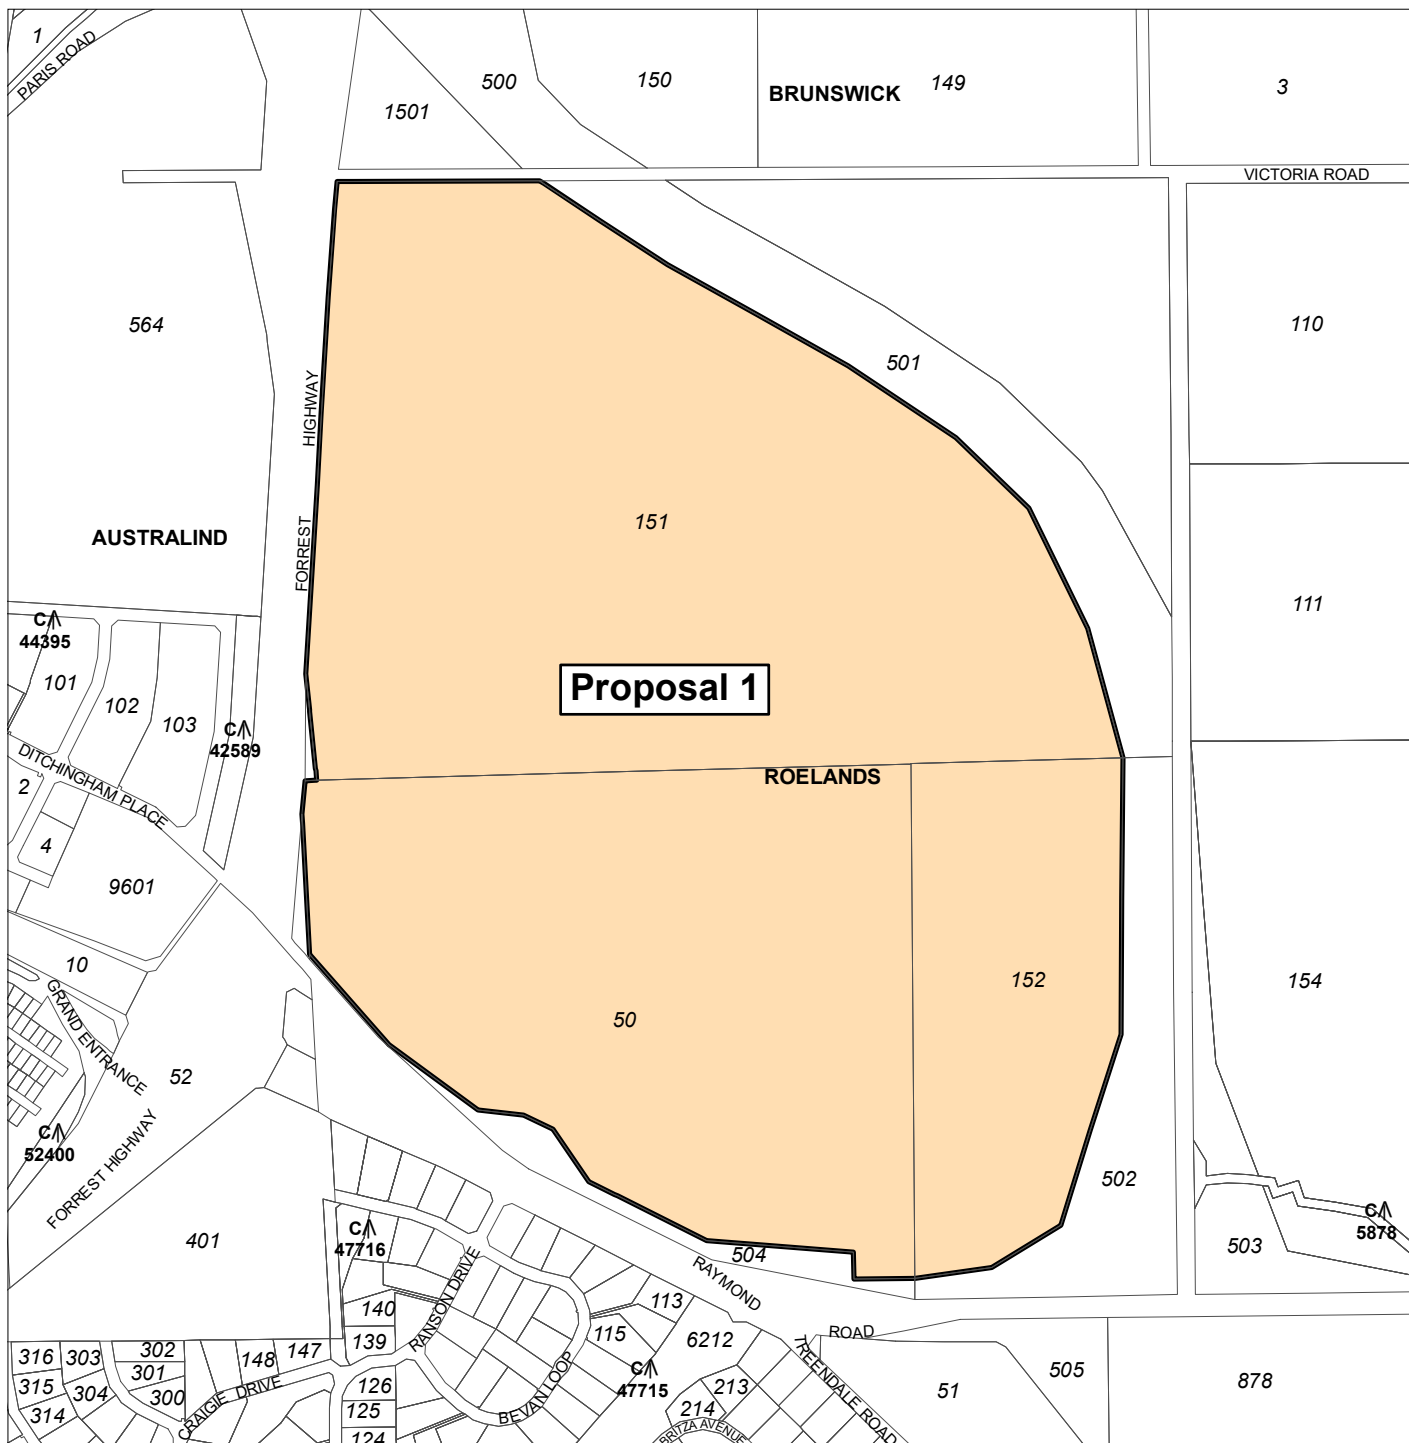 1
PARIS ROAD
500
150
1501
BRUNSWICK
149
3
VICTORIA ROAD
564
110
501
HIGHWAY
FORREST
151
AUSTRALIND
111
C
44395
101
102
103
C
42589
Proposal 1
DITCHINGHAM PLACE
ROELANDS
2
4
9601
10
GRAND ENTRANCE
52
50
152
154
C
52400
FORREST HIGHWAY
502
401
C
47716
504
RAYMOND
503
C
5878
RANSON DRIVE
140
139
113
115
6212
ROAD
TREENDALE ROAD
316
303
302
301
300
148
147
315
304
314
CRAIGIE DRIVE
126
125
124
BEVAN LOOP
C
47715
213
214
BRITZA AVENUE
51
505
878